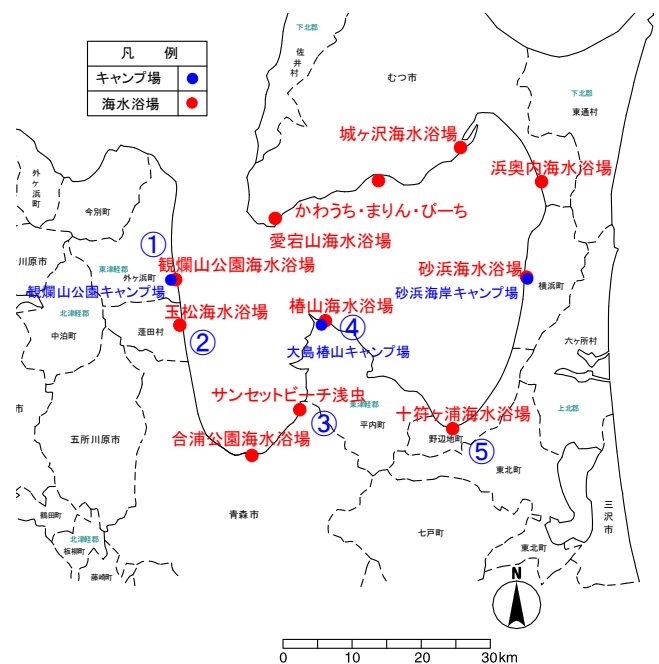 凡 例
キャンプ場
海水浴場
下北郡
佐井村
むつ市
下北郡
東通村
城ヶ沢海水浴場
浜奥内海水浴場
外ヶ浜町
今別町
かわうち・まりん・びーち
①
愛宕山海水浴場
川原市
東津軽郡
外ヶ浜町
観爛山公園海水浴場
砂浜海水浴場
観爛山公園キャンプ場
砂浜海岸キャンプ場
横浜町
北津軽郡
玉松海水浴場
椿山海水浴場
④
中泊町
蓬田村
②
大島椿山キャンプ場
六ヶ所村
サンセットビーチ浅虫
東津軽郡
十符ヶ浦海水浴場
上北郡
市
平内町
③
五所川原市
合浦公園海水浴場
野辺地町
⑤
東北町
鶴田町
青森市
三沢市
北津軽郡
板柳町
七戸町
東北町
藤崎町
N
0 10 20 30km